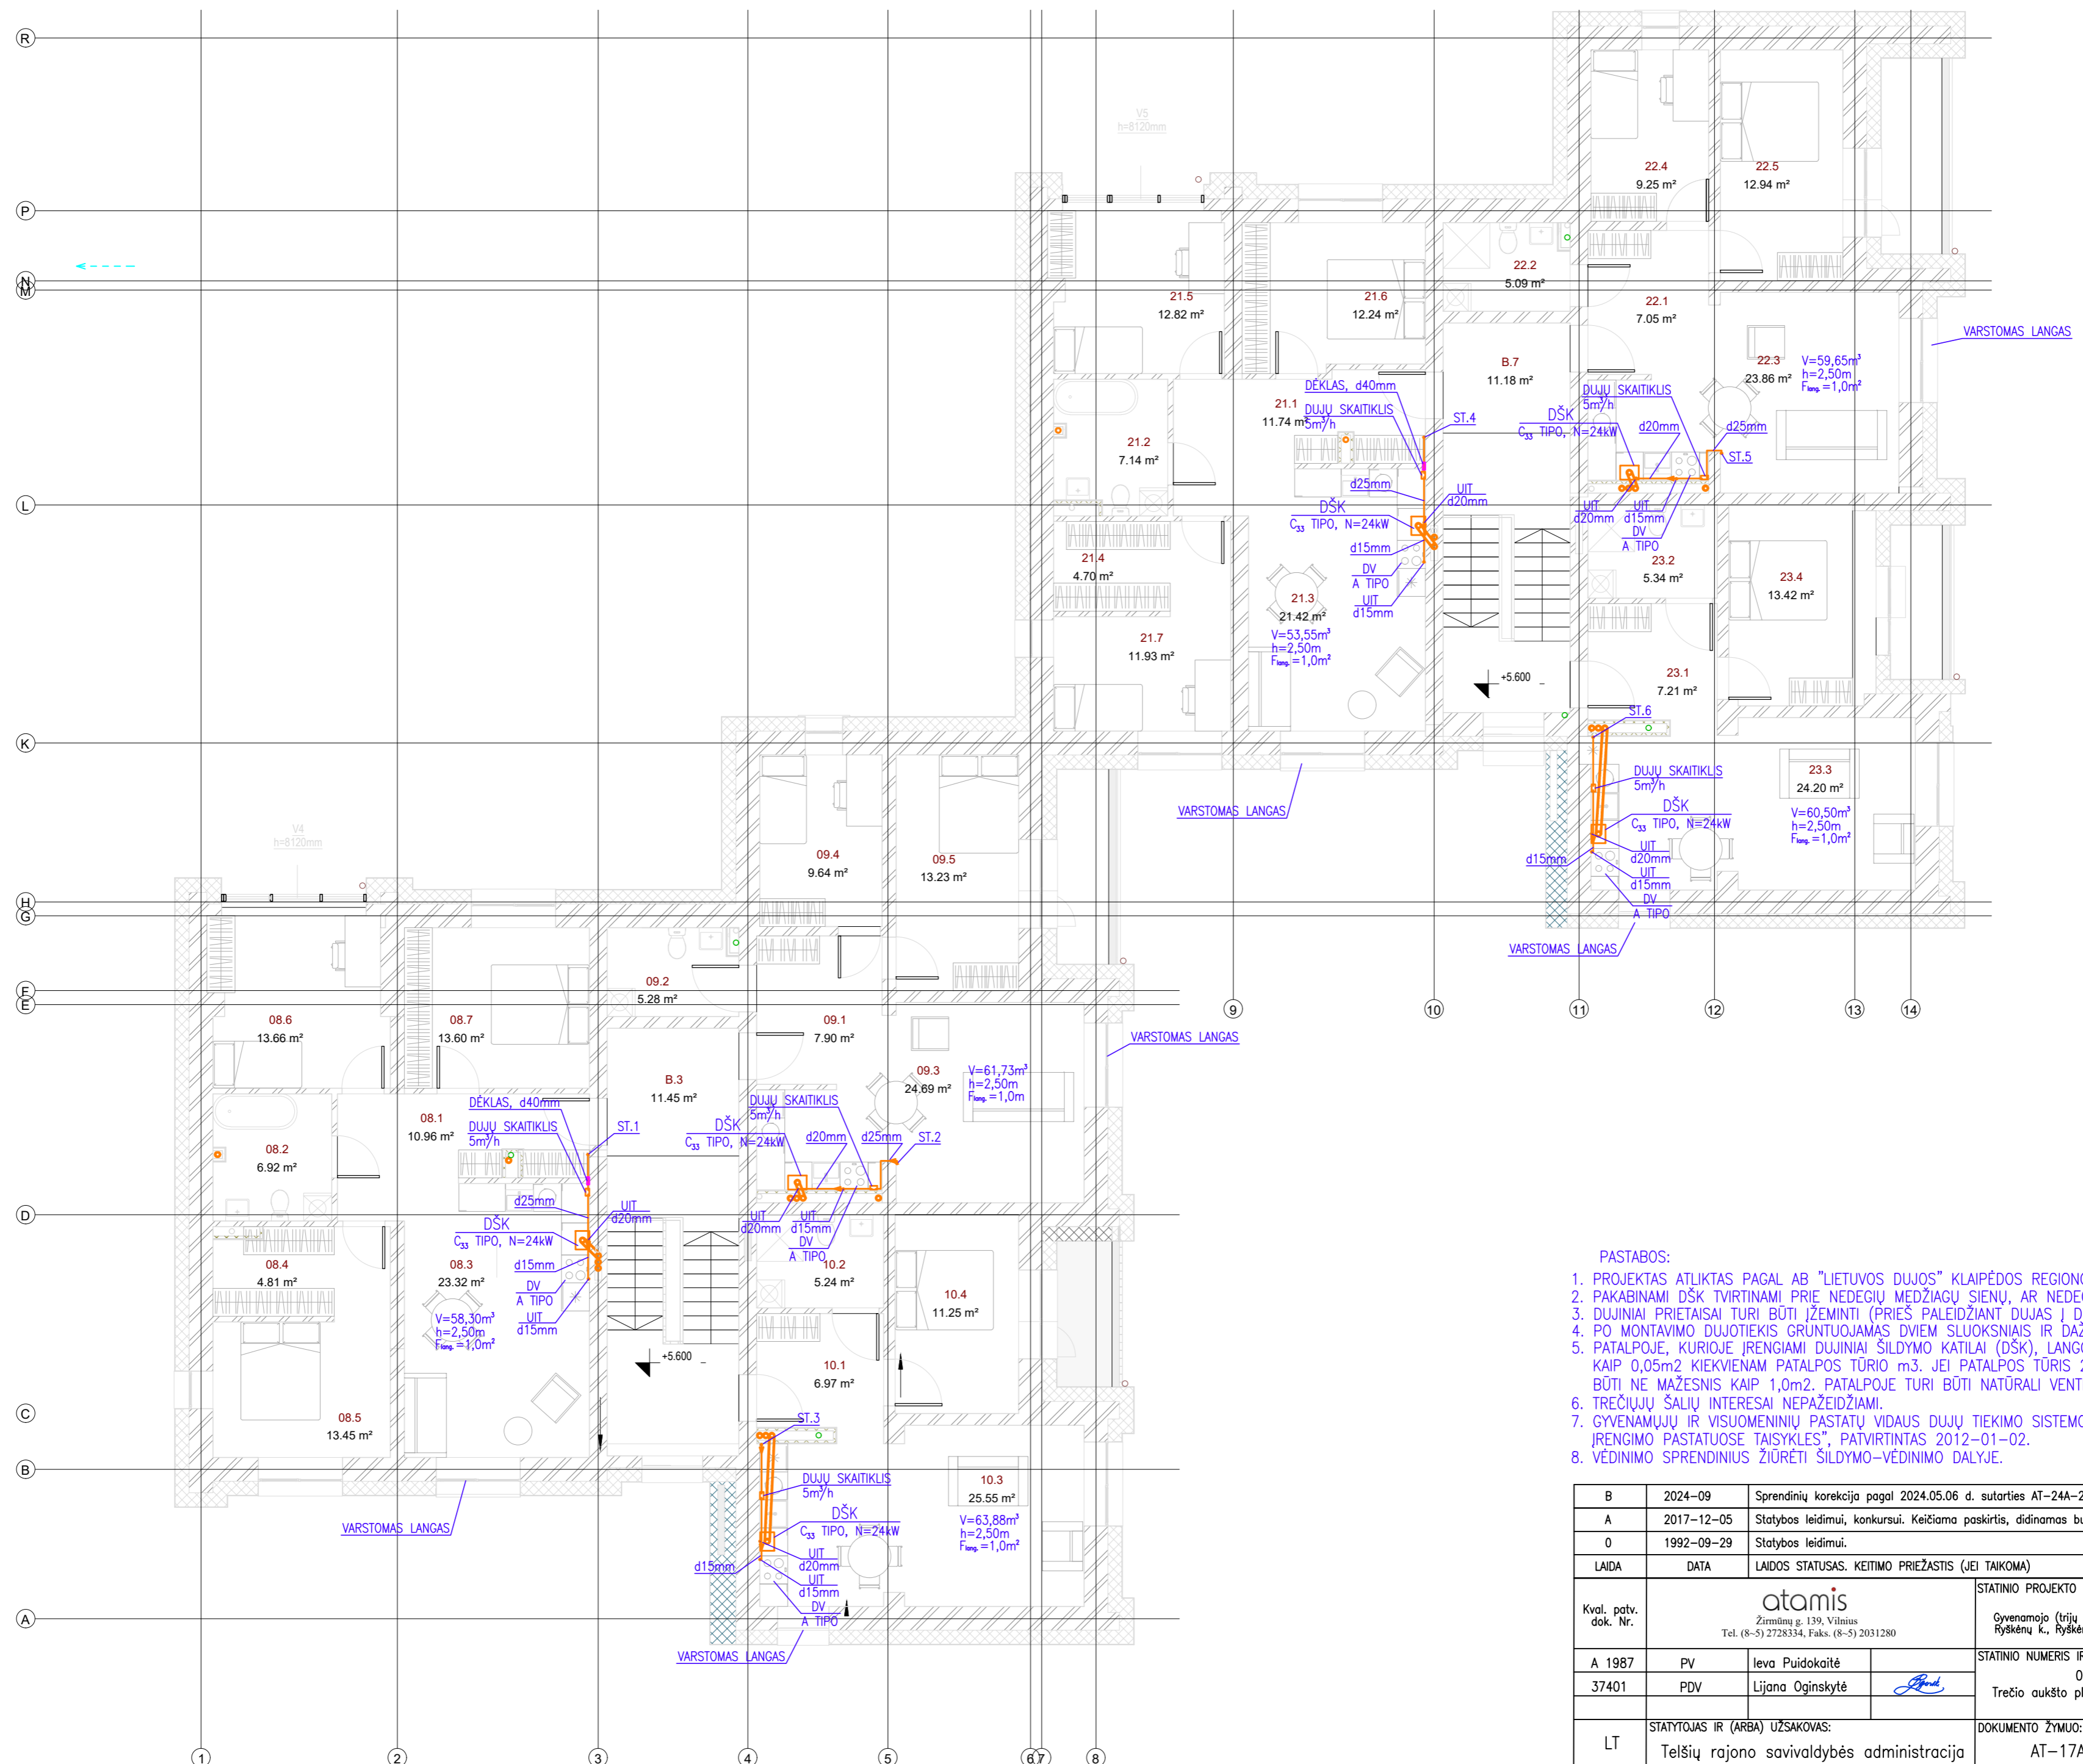 R
P
N
M
L
K
H
G
F
E
D
C
B
A
V5
h=8120mm
22.4
9.25 m²
22.5
12.94 m²
22.2
5.09 m²
21.5
12.82 m²
21.6
12.24 m²
22.1
7.05 m²
VARSTOMAS LANGAS
B.7
11.18 m²
22.3
23.86 m²
V=59,65m³
h=2,50m
Flang.=1,0m²
DĖKLAS, d40mm
DUJŲ SKAITIKLIS
5m³/h
21.1
11.74 m²
ST.4
DUJŲ SKAITIKLIS
5m³/h
DŠK
C33 TIPO, N=24kW
d20mm
d25mm
ST.5
21.2
7.14 m²
d25mm
UIT
d20mm
DŠK
C33 TIPO, N=24kW
UIT
d20mm
UIT
d15mm
DV
A TIPO
d15mm
DV
A TIPO
UIT
d15mm
21.4
4.70 m²
21.3
21.42 m²
V=53,55m³
h=2,50m
Flang.=1,0m²
23.2
5.34 m²
23.4
13.42 m²
21.7
11.93 m²
+5.600
23.1
7.21 m²
ST.6
DUJŲ SKAITIKLIS
5m³/h
DŠK
C33 TIPO, N=24kW
23.3
24.20 m²
V=60,50m³
h=2,50m
Flang.=1,0m²
d15mm
UIT
d20mm
UIT
d15mm
DV
A TIPO
VARSTOMAS LANGAS
VARSTOMAS LANGAS
V4
h=8120mm
09.4
9.64 m²
09.5
13.23 m²
09.2
5.28 m²
9
10
11
12
13
14
08.6
13.66 m²
08.7
13.60 m²
09.1
7.90 m²
VARSTOMAS LANGAS
B.3
11.45 m²
09.3
24.69 m²
V=61,73m³
h=2,50m
Flang.=1,0m
DĖKLAS, d40mm
DUJŲ SKAITIKLIS
5m³/h
08.1
10.96 m²
ST.1
DUJŲ SKAITIKLIS
5m³/h
DŠK
C33 TIPO, N=24kW
d20mm
d25mm
ST.2
08.2
6.92 m²
d25mm
UIT
d20mm
DŠK
C33 TIPO, N=24kW
UIT
d20mm
UIT
d15mm
DV
A TIPO
d15mm
DV
A TIPO
UIT
d15mm
08.4
4.81 m²
08.3
23.32 m²
V=58,30m³
h=2,50m
Flang.=1,0m²
10.2
5.24 m²
10.4
11.25 m²
+5.600
10.1
6.97 m²
08.5
13.45 m²
ST.3
DUJŲ SKAITIKLIS
5m³/h
DŠK
C33 TIPO, N=24kW
10.3
25.55 m²
V=63,88m³
h=2,50m
Flang.=1,0m²
d15mm
UIT
d20mm
UIT
d15mm
DV
A TIPO
VARSTOMAS LANGAS
VARSTOMAS LANGAS
1
2
3
4
5
6
7
8
PASTABOS:
1. PROJEKTAS ATLIKTAS PAGAL AB "LIETUVOS DUJOS" KLAIPĖDOS
2. PAKABINAMI DŠK TVIRTINAMI PRIE NEDEGIŲ MEDŽIAGŲ SIENŲ, AR
3. DUJINIAI PRIETAISAI TURI BŪTI ĮŽEMINTI (PRIEŠ PALEIDŽIANT DUJAS Į
4. PO MONTAVIMO DUJOTIEKIS GRUNTUOJAMAS DVIEM SLUOKSNIAIS IR
5. PATALPOJE, KURIOJE ĮRENGIAMI DUJINIAI ŠILDYMO KATILAI (DŠK),
KAIP 0,05m2 KIEKVIENAM PATALPOS TŪRIO m3. JEI PATALPOS TŪRIS
BŪTI NE MAŽESNIS KAIP 1,0m2. PATALPOJE TURI BŪTI NATŪRALI
6. TREČIŲJŲ ŠALIŲ INTERESAI NEPAŽEIDŽIAMI.
7. GYVENAMŲJŲ IR VISUOMENINIŲ PASTATŲ VIDAUS DUJŲ TIEKIMO
ĮRENGIMO PASTATUOSE TAISYKLES", PATVIRTINTAS 2012-01-02.
8. VĖDINIMO SPRENDINIUS ŽIŪRĖTI ŠILDYMO-VĖDINIMO DALYJE.
B 2024-09 Sprendinių korekcija pagal 2024.05.06 d. sutarties
A 2017-12-05 Statybos leidimui, konkursui. Keičiama paskirtis, didinamas
0 1992-09-29 Statybos leidimui.
LAIDA DATA LAIDOS STATUSAS. KEITIMO PRIEŽASTIS (JEI TAIKOMA)
Kval. patv.
dok. Nr.
atamis
Žirmūnų g. 139, Vilnius
Tel. (8~5) 2728334, Faks. (8~5) 2031280
STATINIO PROJEKTO
Gyvenamojo (trijų
Ryškėnų k.,
A 1987 PV Ieva Puidokaitė
STATINIO NUMERIS
37401 PDV Lijana Oginskytė
Trečio aukšto
LT
STATYTOJAS IR (ARBA) UŽSAKOVAS:
Telšių rajono savivaldybės administracija
DOKUMENTO ŽYMUO: